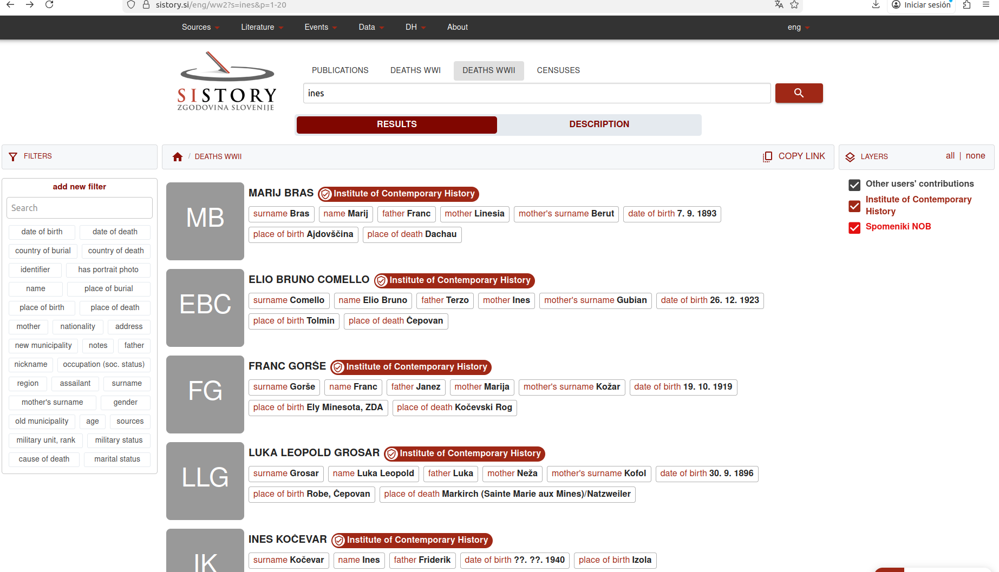 sistory.si/eng/ww2?s=ines&p=1-20
Iniciar sesión
Sources Literature Events Data DH About eng
SISTORY
ZGODOVINA SLOVENIJE
PUBLICATIONS DEATHS WWI DEATHS WWII CENSUSES
ines
RESULTS DESCRIPTION
FILTERS
/ DEATHS WWII
COPY LINK
LAYERS
all | none
add new filter
Search
date of birth date of death
country of burial country of death
identifier has portrait photo
name place of burial
place of birth place of death
mother nationality address
new municipality notes father
nickname occupation (soc. status)
region assailant surname
mother's surname gender
old municipality age sources
military unit, rank military status
cause of death marital status
MB
MARIJ BRAS Institute of Contemporary History
surname Bras name Marij father Franc mother Linesia mother's surname Berut date of birth 7. 9. 1893
place of birth Ajdovščina place of death Dachau
EBC
ELIO BRUNO COMELLO Institute of Contemporary History
surname Comello name Elio Bruno father Terzo mother Ines mother's surname Gubian date of birth 26. 12. 1923
place of birth Tolmin place of death Čepovan
FG
FRANC GORŠE Institute of Contemporary History
surname Gorše name Franc father Janez mother Marija mother's surname Kožar date of birth 19. 10. 1919
place of birth Ely Minesota, ZDA place of death Kočevski Rog
LLG
LUKA LEOPOLD GROSAR Institute of Contemporary History
surname Grosar name Luka Leopold father Luka mother Neža mother's surname Kofol date of birth 30. 9. 1896
place of birth Robe, Čepovan place of death Markirch (Sainte Marie aux Mines)/Natzweiler
IK
INES KOČEVAR Institute of Contemporary History
surname Kočevar name Ines father Friderik date of birth ??. ??. 1940 place of birth Izola
Other users' contributions
Institute of Contemporary
History
Spomeniki NOB